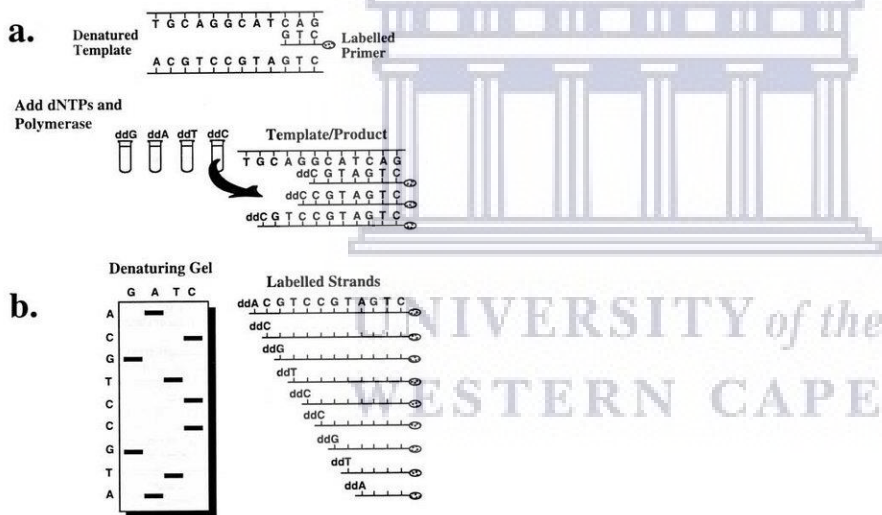 a.
Denatured
Template
T G C A G G C A T C A G
G T C
Labelled
Primer
A C G T C C G T A G T C
Add dNTPs and
Polymerase
ddG ddA ddT ddC
Template/Product
T G C A G G C A T C A G
ddC G T A G T C
ddC C G T A G T C
ddC G T C C G T A G T C
b.
Denaturing Gel
G A T C
A
C
G
T
C
C
G
T
A
Labelled Strands
ddA C G T C C G T A G T C
ddC
ddG
ddT
ddC
ddC
ddG
ddT
ddA
UNIVERSITY of the
WESTERN CAPE